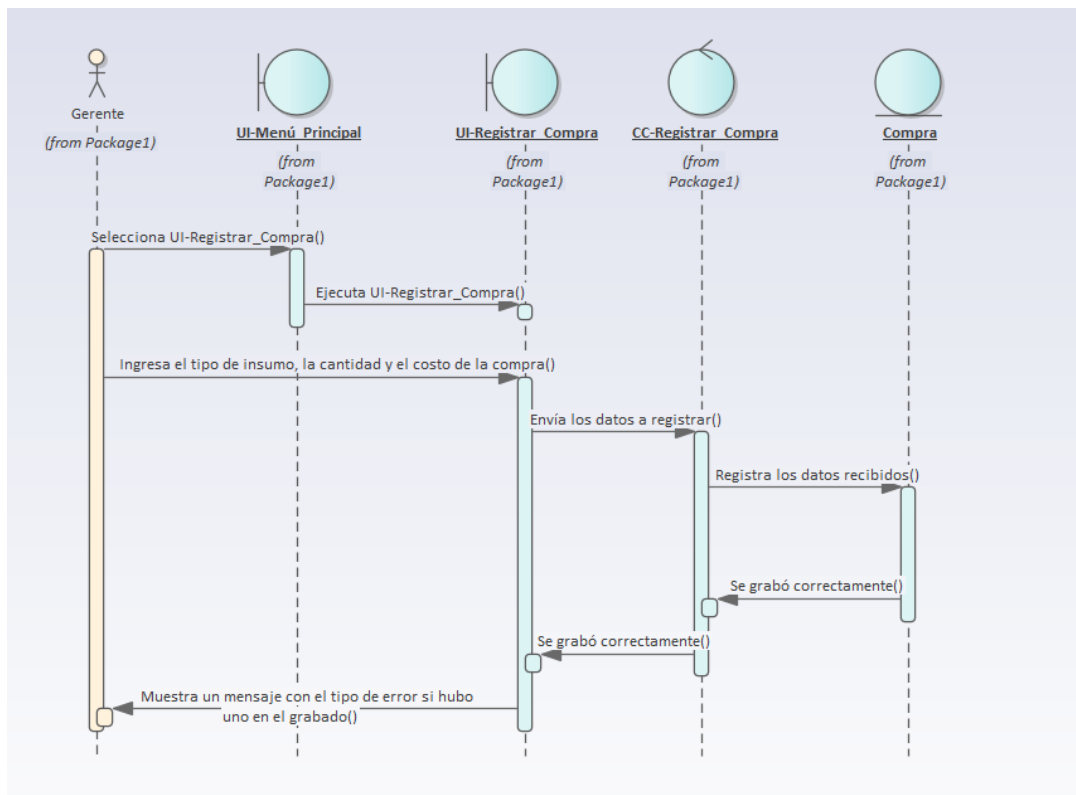 Gerente
(from Package1)
UI-Menú_Principal
(from
Package1)
UI-Registrar_Compra
(from
Package1)
CC-Registrar_Compra
(from
Package1)
Compra
(from
Package1)
Selecciona UI-Registrar_Compra()
Ejecuta UI-Registrar_Compra()
Ingresa el tipo de insumo, la cantidad y el costo de la compra()
Envía los datos a registrar()
Registra los datos recibidos()
Se grabó correctamente()
Se grabó correctamente()
Muestra un mensaje con el tipo de error si hubo
uno en el grabado()